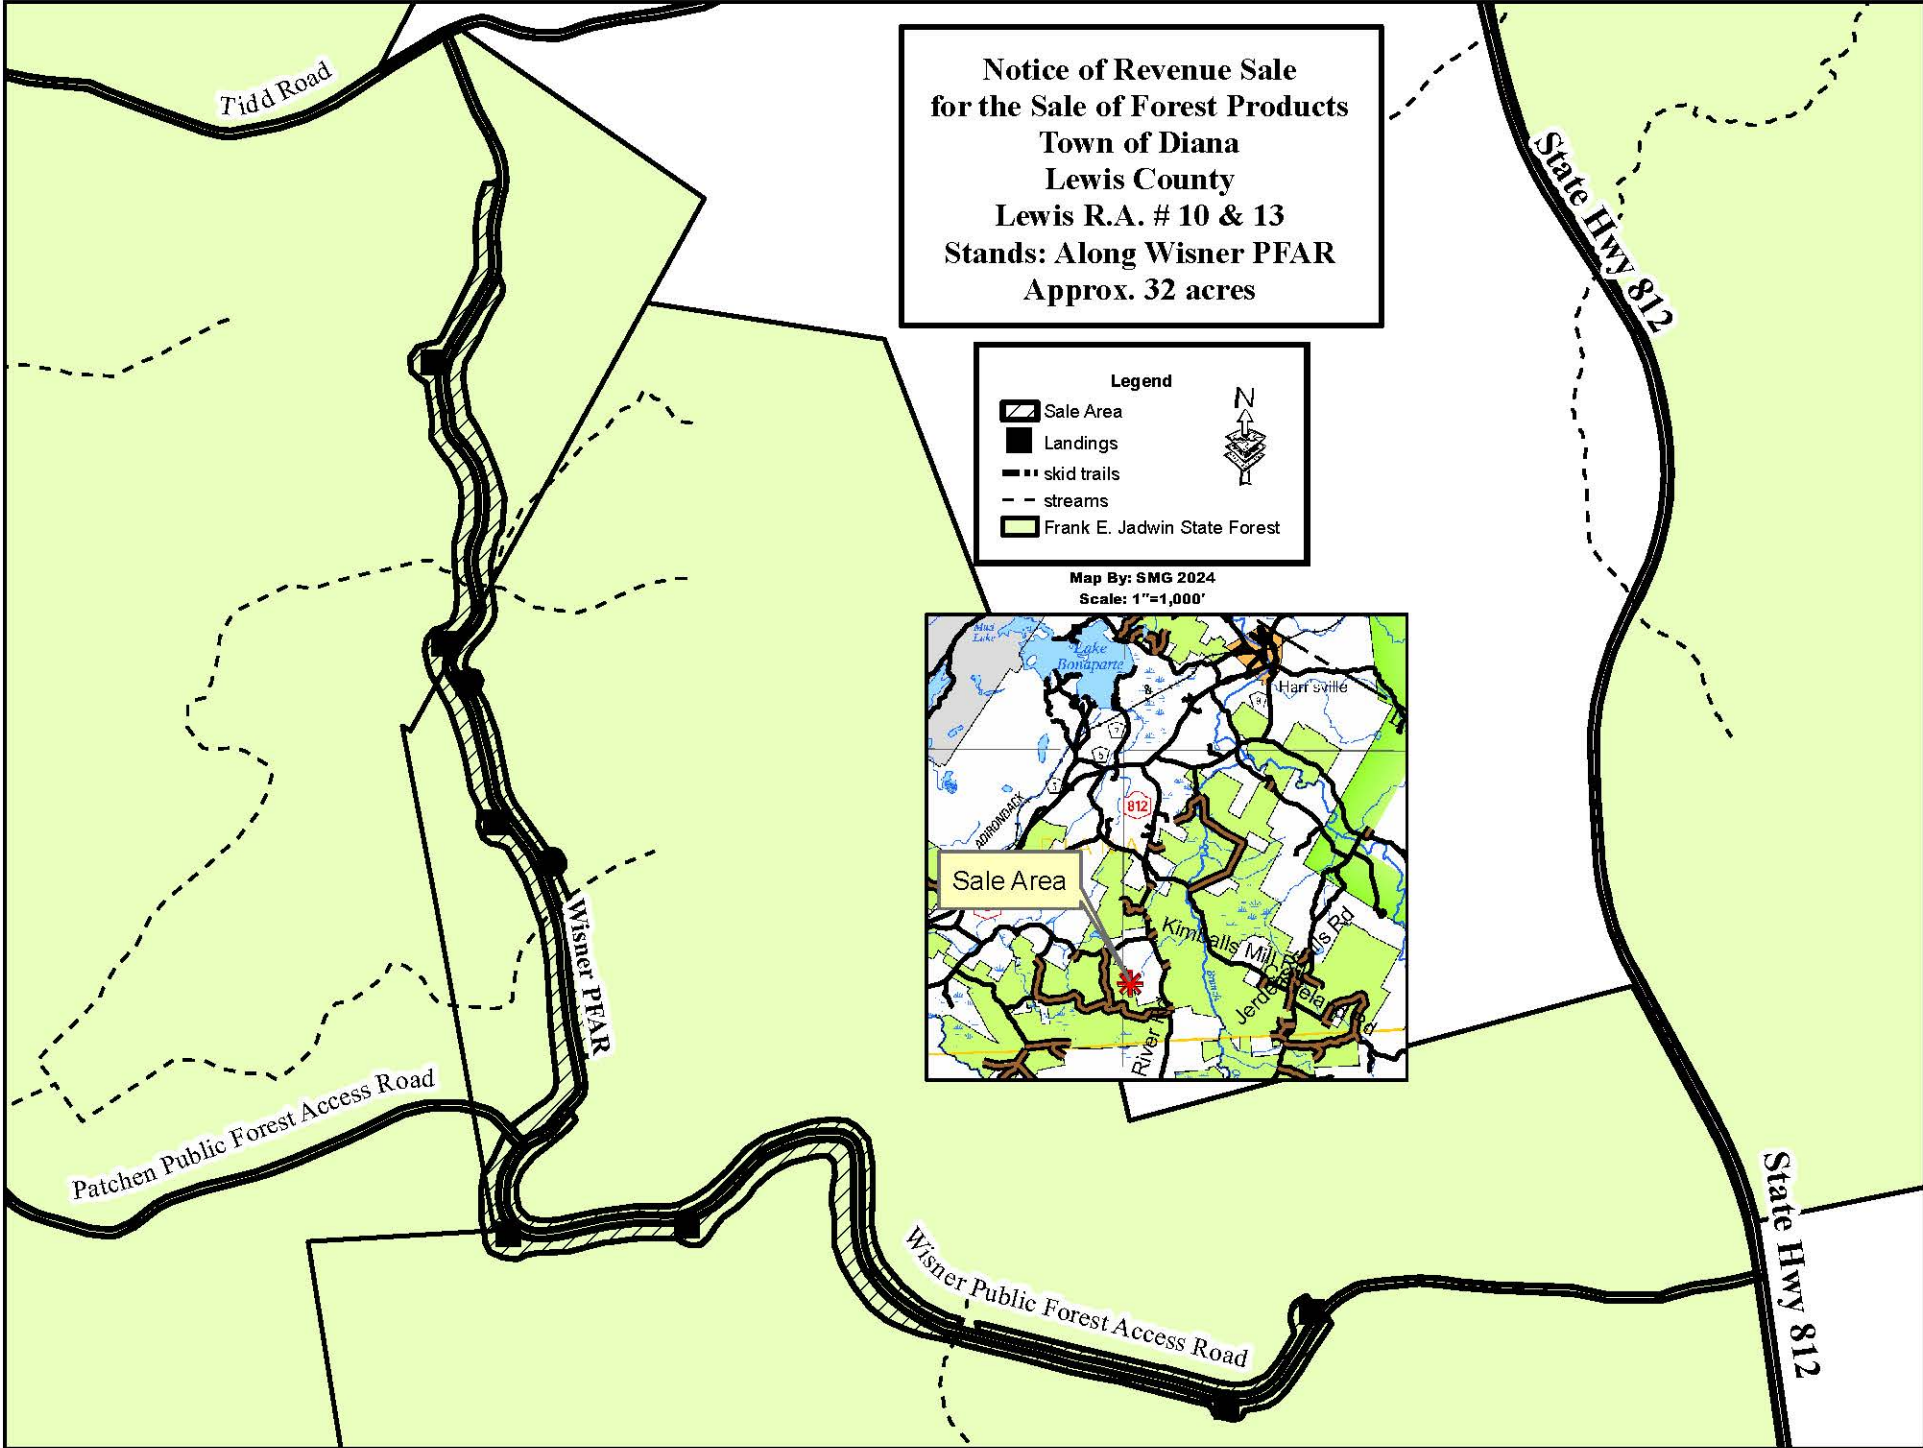 Notice of Revenue Sale
for the Sale of Forest Products
Town of Diana
Lewis County
Lewis R.A. # 10 & 13
Stands: Along Wisner PFAR
Approx. 32 acres
Tidd Road
State Hwy 812
Legend
N
Sale Area
Landings
skid trails
streams
Frank E. Jadwin State Forest
Map By: SMG 2024
Scale: 1"=1,000'
Mud
Lake
Lake
Bonaparte
Harrisville
812
ADIRONDACK
Sale Area
Kimballs Mill
River
Wisner PFAR
Patchen Public Forest Access Road
Wisner Public Forest Access Road
State Hwy 812